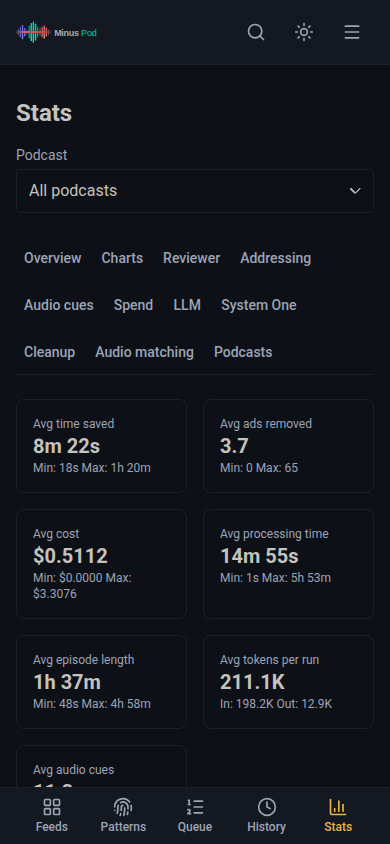 Minus Pod
Stats
Podcast
All podcasts
Overview Charts Reviewer Addressing
Audio cues Spend LLM System One
Cleanup Audio matching Podcasts
Avg time saved
8m 22s
Min: 18s Max: 1h 20m
Avg ads removed
3.7
Min: 0 Max: 65
Avg cost
$0.5112
Min: $0.0000 Max:
$3.3076
Avg processing time
14m 55s
Min: 1s Max: 5h 53m
Avg episode length
1h 37m
Min: 48s Max: 4h 58m
Avg tokens per run
211.1K
In: 198.2K Out: 12.9K
Avg audio cues
Feeds Patterns Queue History Stats